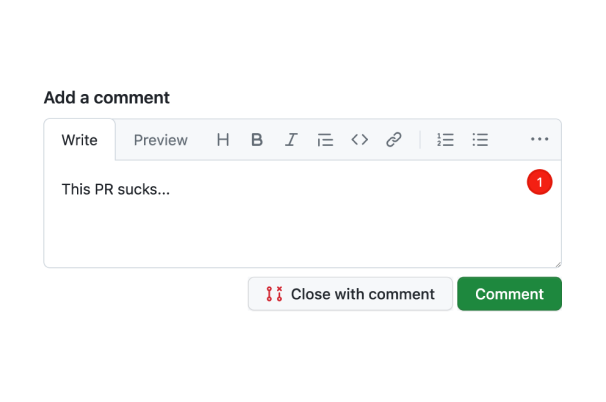 Add a comment
Write Preview H B I
This PR sucks...
1
Close with comment Comment